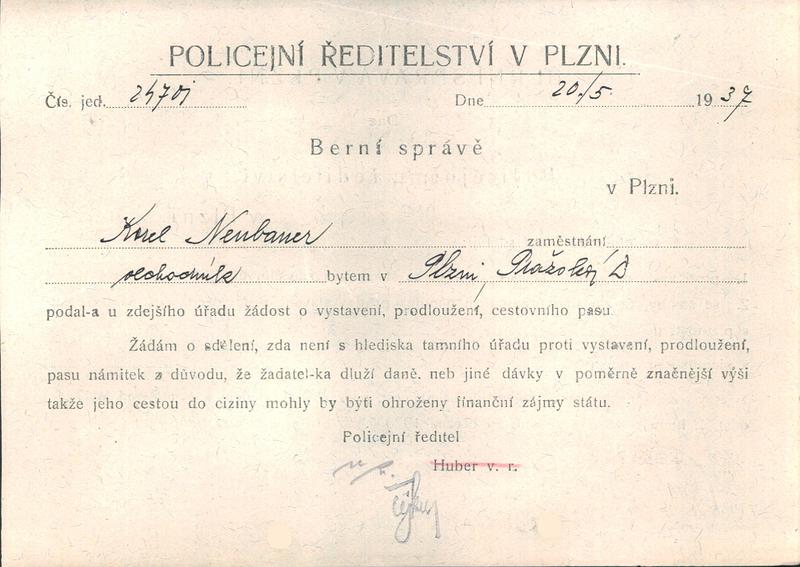 POLICEJNÍ ŘEDITELSTVÍ V PLZNI.
Čís. jed. 24701 Dne 20./5. 1937
Berní správě
v Plzni.
Karel Neubauer zaměstnání
obchodník bytem v Plzni,
podal-a u zdejšího úřadu žádost o vystavení, prodloužení, cestovního pasu.
Žádám o sdělení, zda není s hlediska tamního úřadu proti vystavení, prodloužení,
pasu námitek z důvodu, že žadatel-ka dluží daně. neb jiné dávky v poměrně značnější výši
takže jeho cestou do ciziny mohly by býti ohroženy finanční zájmy státu.
Policejní ředitel
Huber v. r.